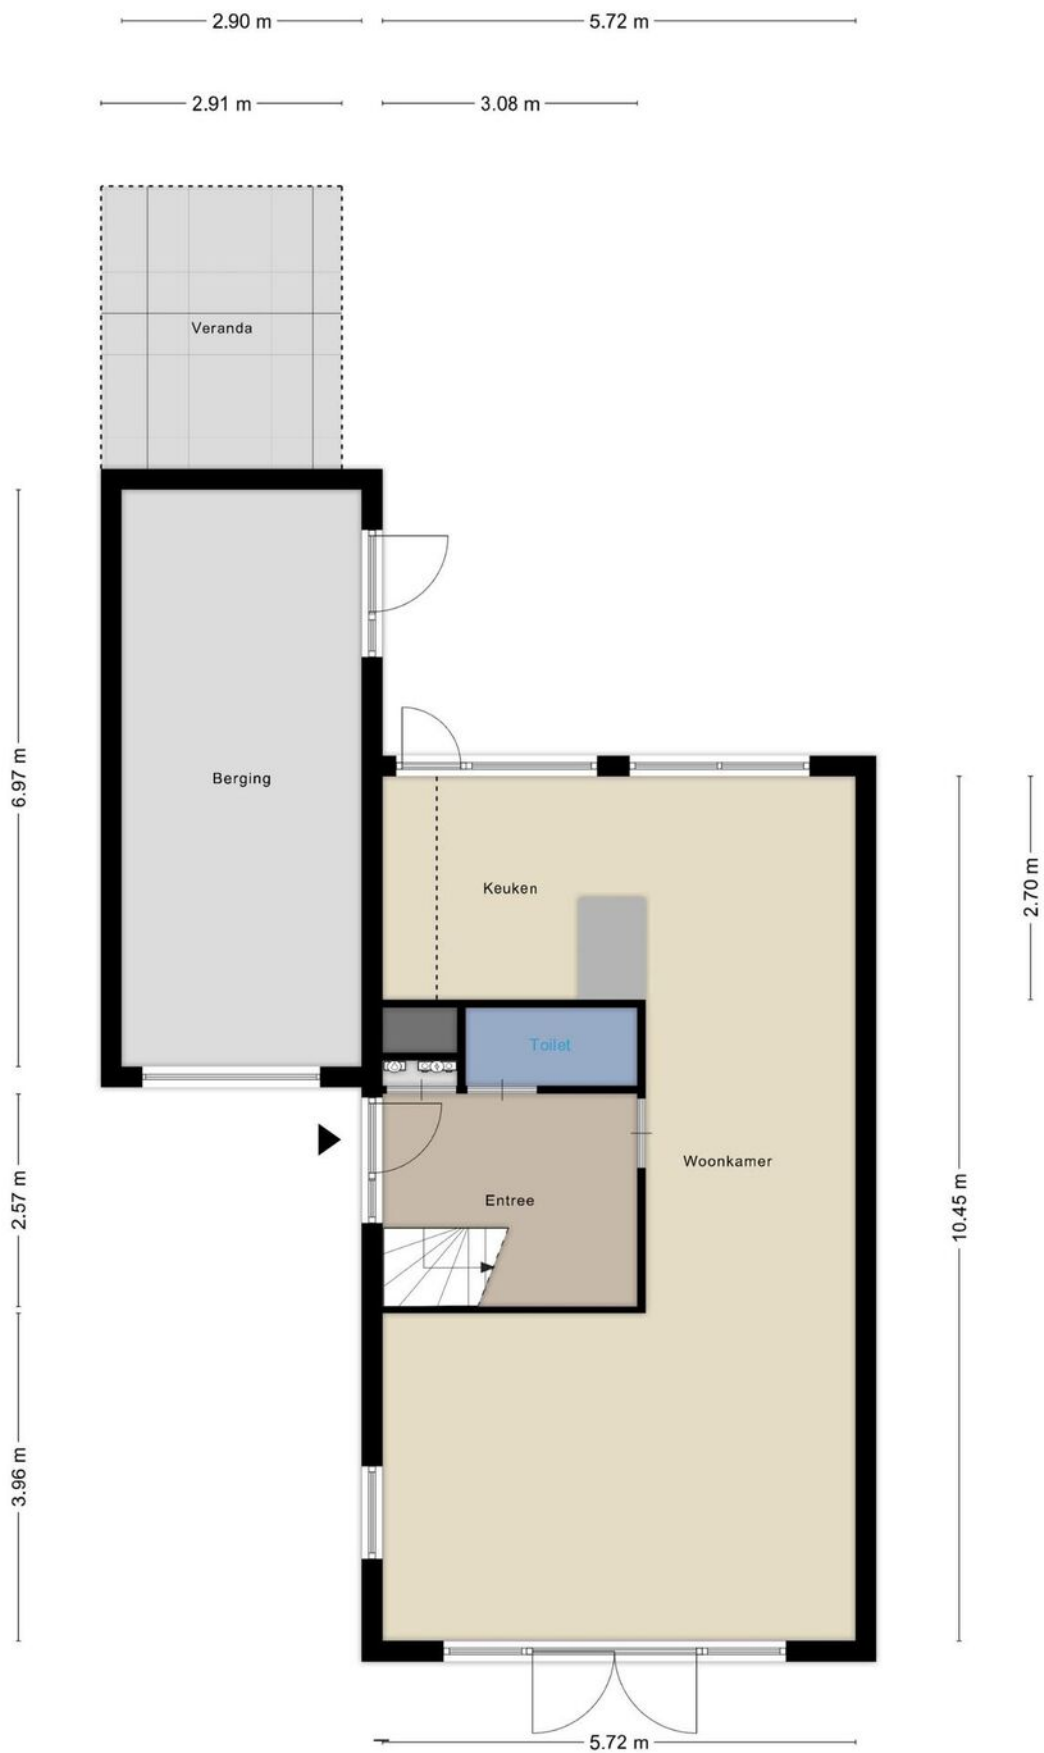 2.90 m
5.72 m
2.91 m
3.08 m
Veranda
6.97 m
Berging
Keuken
2.70 m
Toilet
Woonkamer
Entree
2.57 m
10.45 m
3.96 m
5.72 m